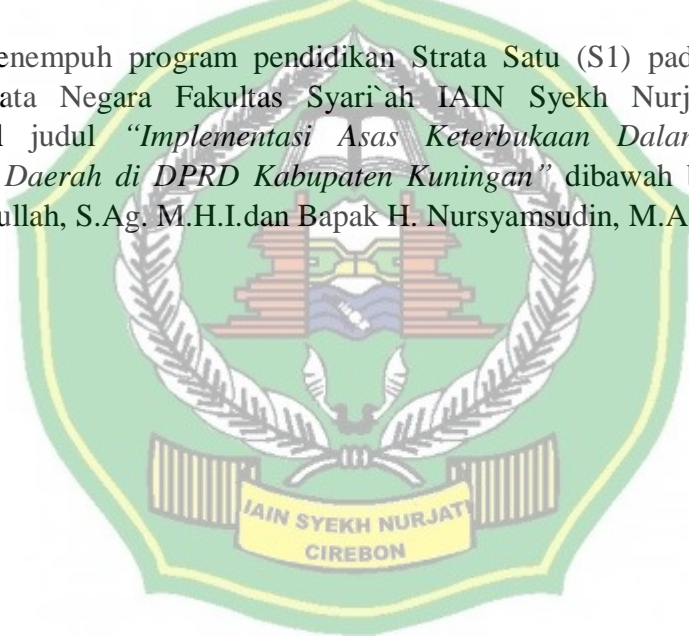 enempuh program pendidikan Strata Satu (S1) pad
ata Negara Fakultas Syari`ah IAIN Syekh Nurj
l judul “Implementasi Asas Keterbukaan Dalam
Daerah di DPRD Kabupaten Kuningan” dibawah b
ullah, S.Ag. M.H.I.dan Bapak H. Nursyamsudin, M.A
IAIN SYEKH NURJATI
CIREBON